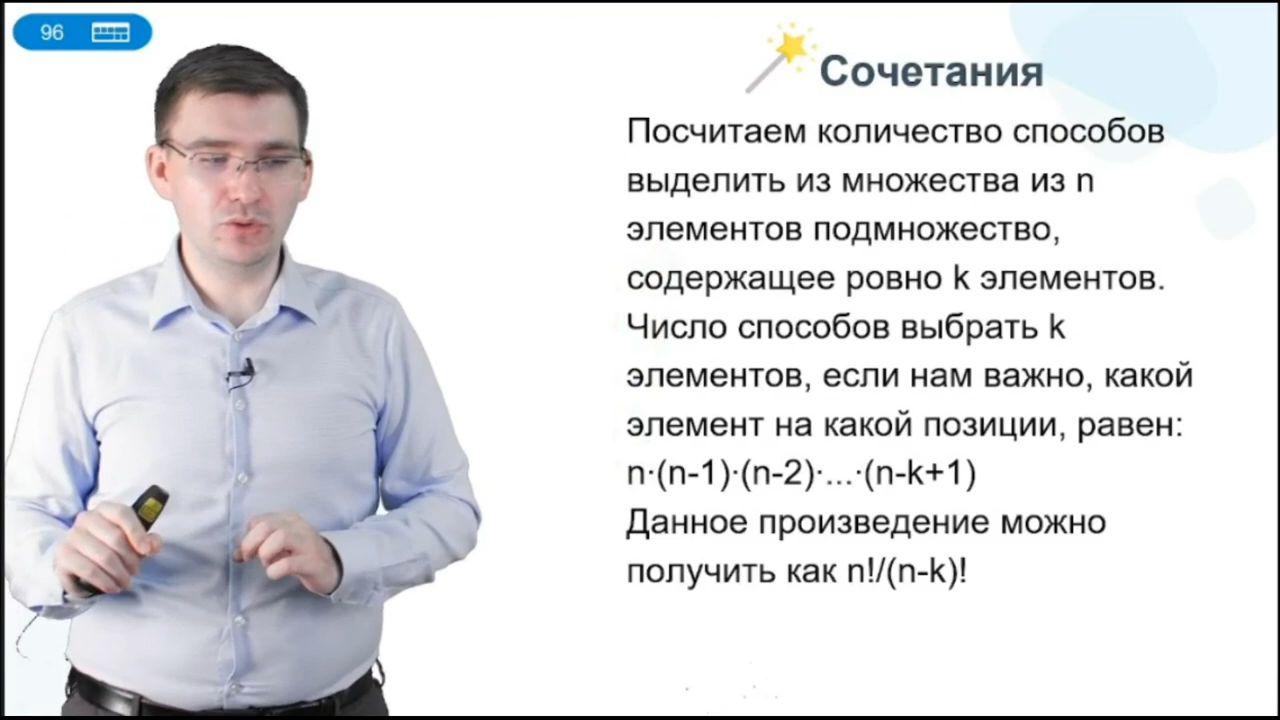 96
Сочетания
Посчитаем количество способов
выделить из множества из n
элементов подмножество,
содержащее ровно k элементов.
Число способов выбрать k
элементов, если нам важно, какой
элемент на какой позиции, равен:
n·(n-1)·(n-2)·...·(n-k+1)
Данное произведение можно
получить как n!/(n-k)!